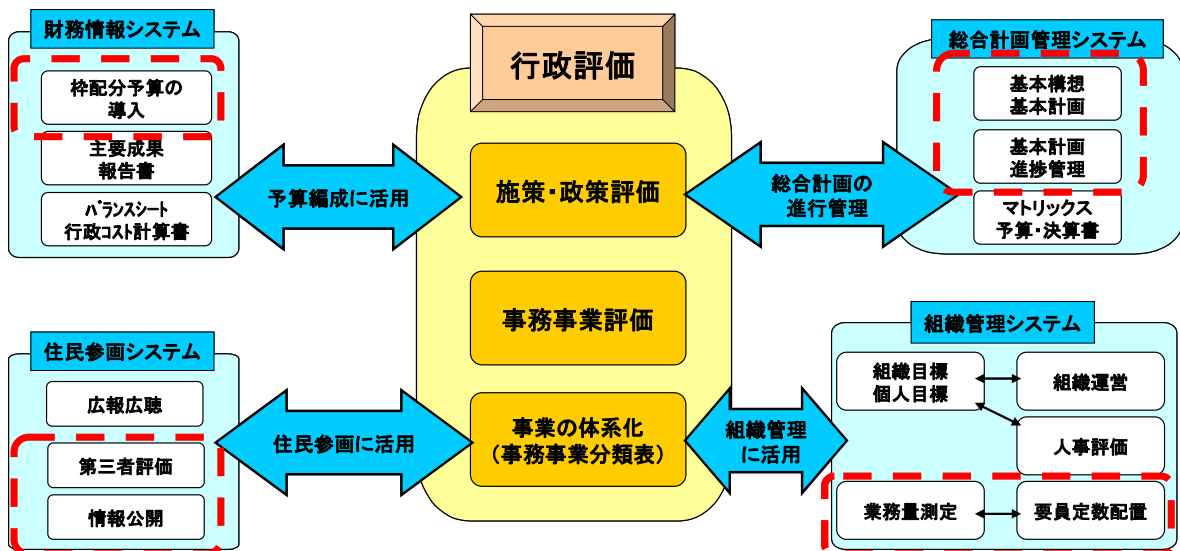 財務情報システム
枠配分予算の
導入
主要成果
報告書
ﾊﾞﾗﾝｽｼｰﾄ
行政ｺｽﾄ計算書
予算編成に活用
行政評価
施策・政策評価
事務事業評価
事業の体系化
（事務事業分類表）
総合計画の
進行管理
総合計画管理システム
基本構想
基本計画
基本計画
進捗管理
マトリックス
予算・決算書
住民参画システム
広報広聴
第三者評価
情報公開
住民参画に活用
組織管理
に活用
組織管理システム
組織目標
個人目標
組織運営
人事評価
業務量測定
要員定数配置